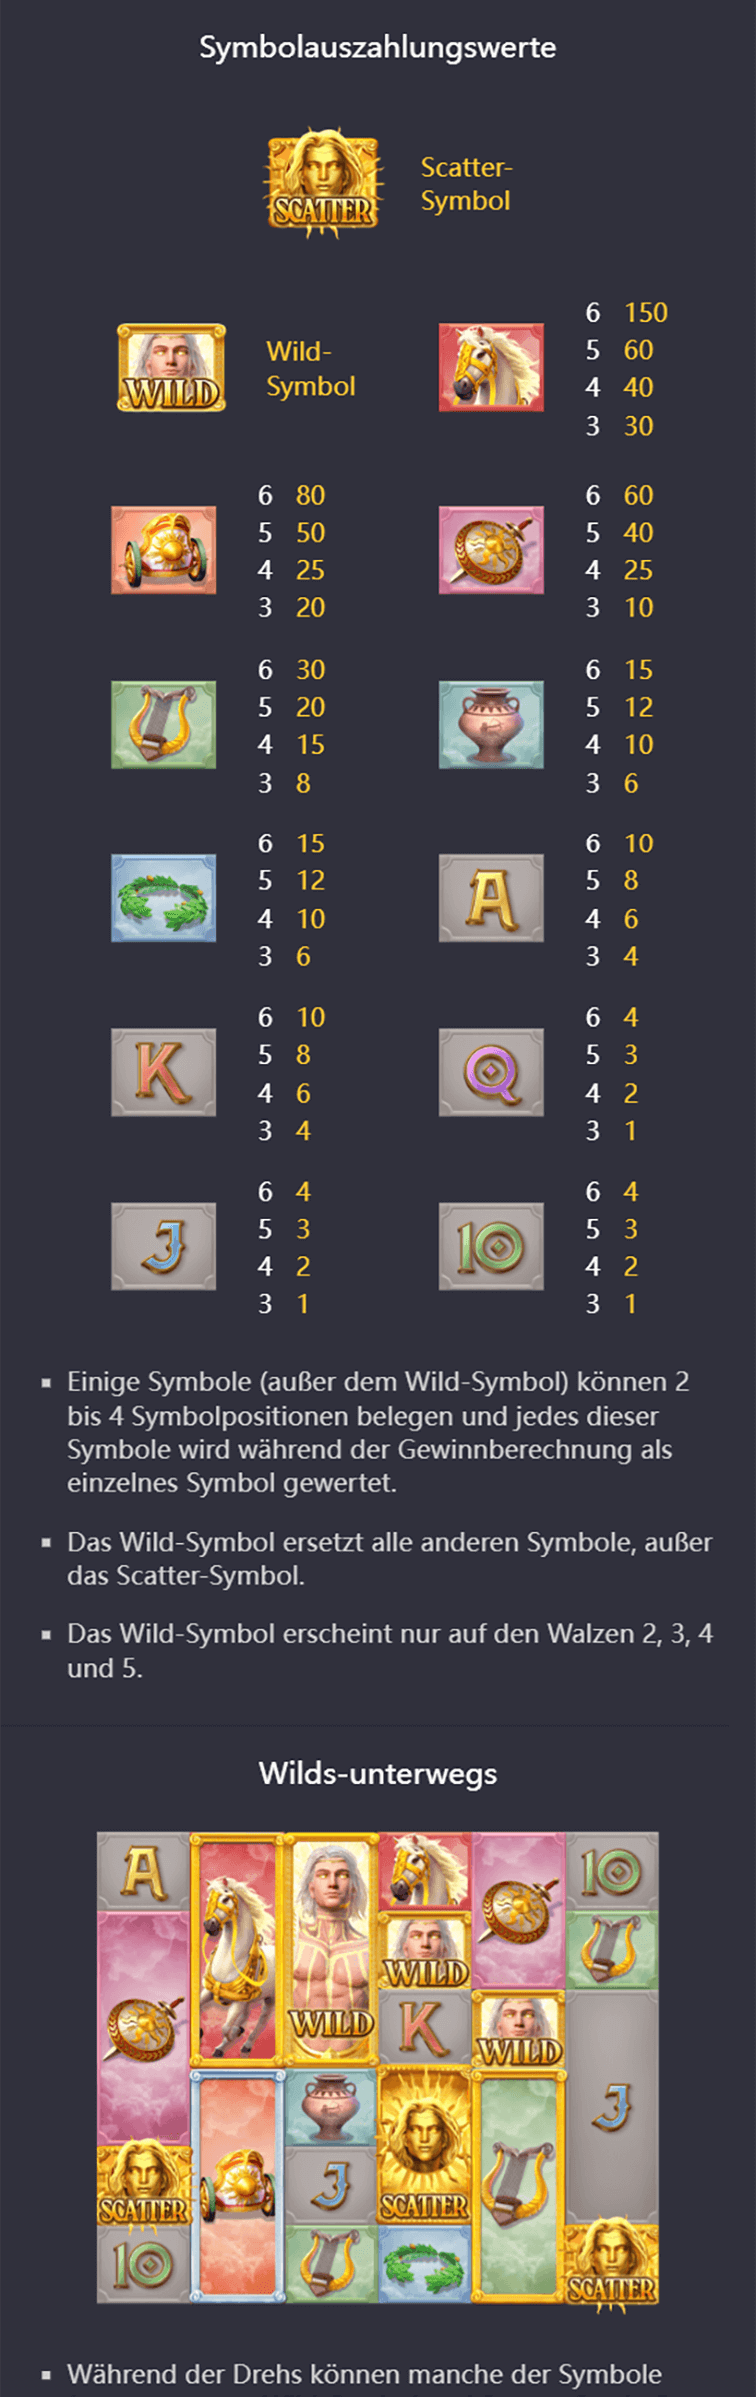 Symbolauszahlungswerte
SCATTER
Scatter-
Symbol
WILD
Wild-
Symbol
6 150
5 60
4 40
3 30
6 80
5 50
4 25
3 20
6 60
5 40
4 25
3 10
6 30
5 20
4 15
3 8
6 15
5 12
4 10
3 6
6 15
5 12
4 10
3 6
A
6 10
5 8
6 6
3 4
K
6 10
5 8
4 6
3 4
Q
6 4
5 3
4 2
3 1
J
6 4
5 3
4 2
3 1
10
6 4
5 3
4 2
3 1
▪ Einige Symbole (außer dem Wild-Symbol) können 2
bis 4 Symbolpositionen belegen und jedes dieser
Symbole wird während der Gewinnberechnung als
einzelnes Symbol gewertet.
▪ Das Wild-Symbol ersetzt alle anderen Symbole, außer
das Scatter-Symbol.
▪ Das Wild-Symbol erscheint nur auf den Walzen 2, 3, 4
und 5.
Wilds-unterwegs
A
10
WILD
WILD
K
WILD
J
SCATTER
J
SCATTER
10
SCATTER
▪ Während der Drehs können manche der Symbole